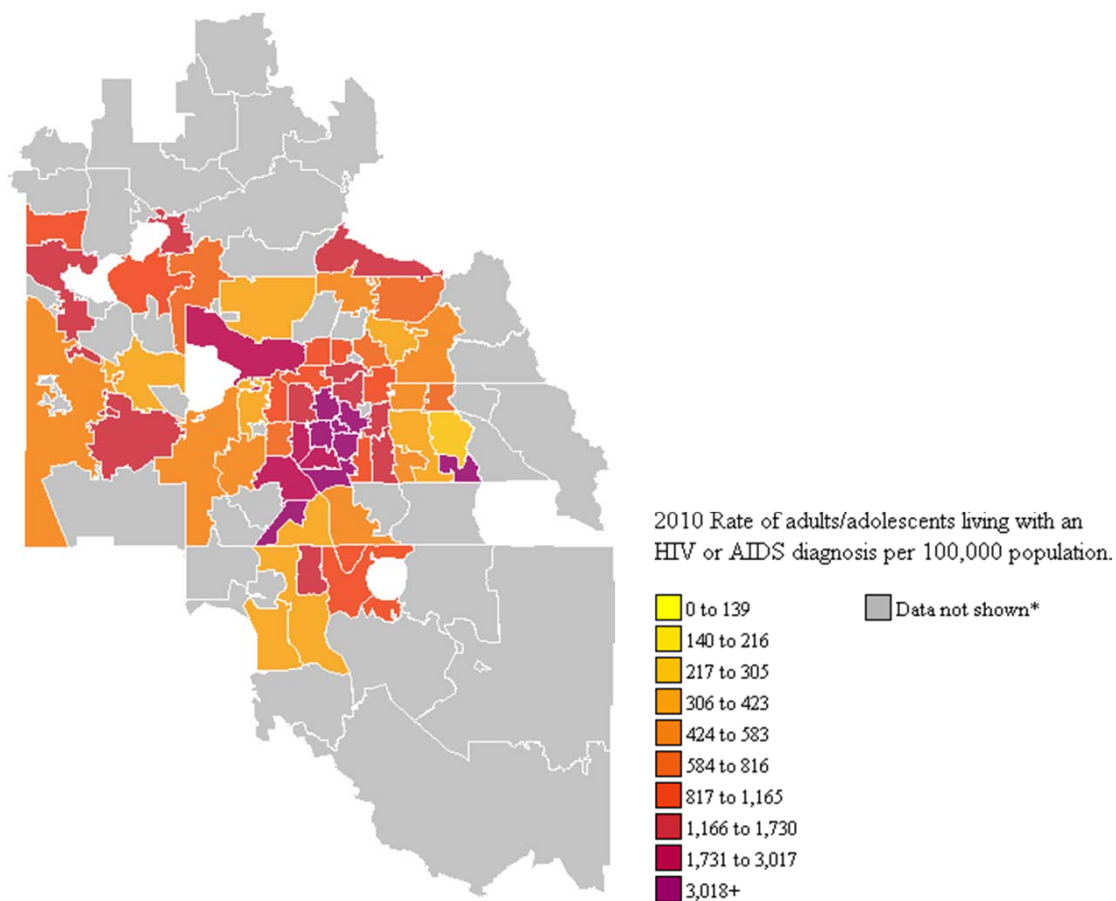 2010 Rate of adults/adolescents living with an
HIV or AIDS diagnosis per 100,000 population.
0 to 139
140 to 216
217 to 305
306 to 423
424 to 583
584 to 816
817 to 1,165
1,166 to 1,730
1,731 to 3,017
3,018+
Data not shown*